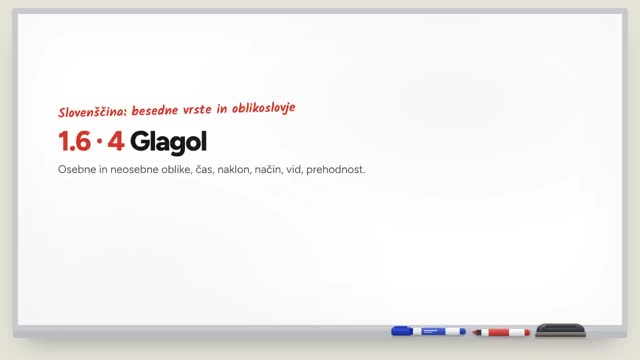 Slovenščina: besedne vrste in oblikoslovje
1.6 · 4 Glagol
Osebne in neosebne oblike, čas, naklon, način, vid, prehodnost.